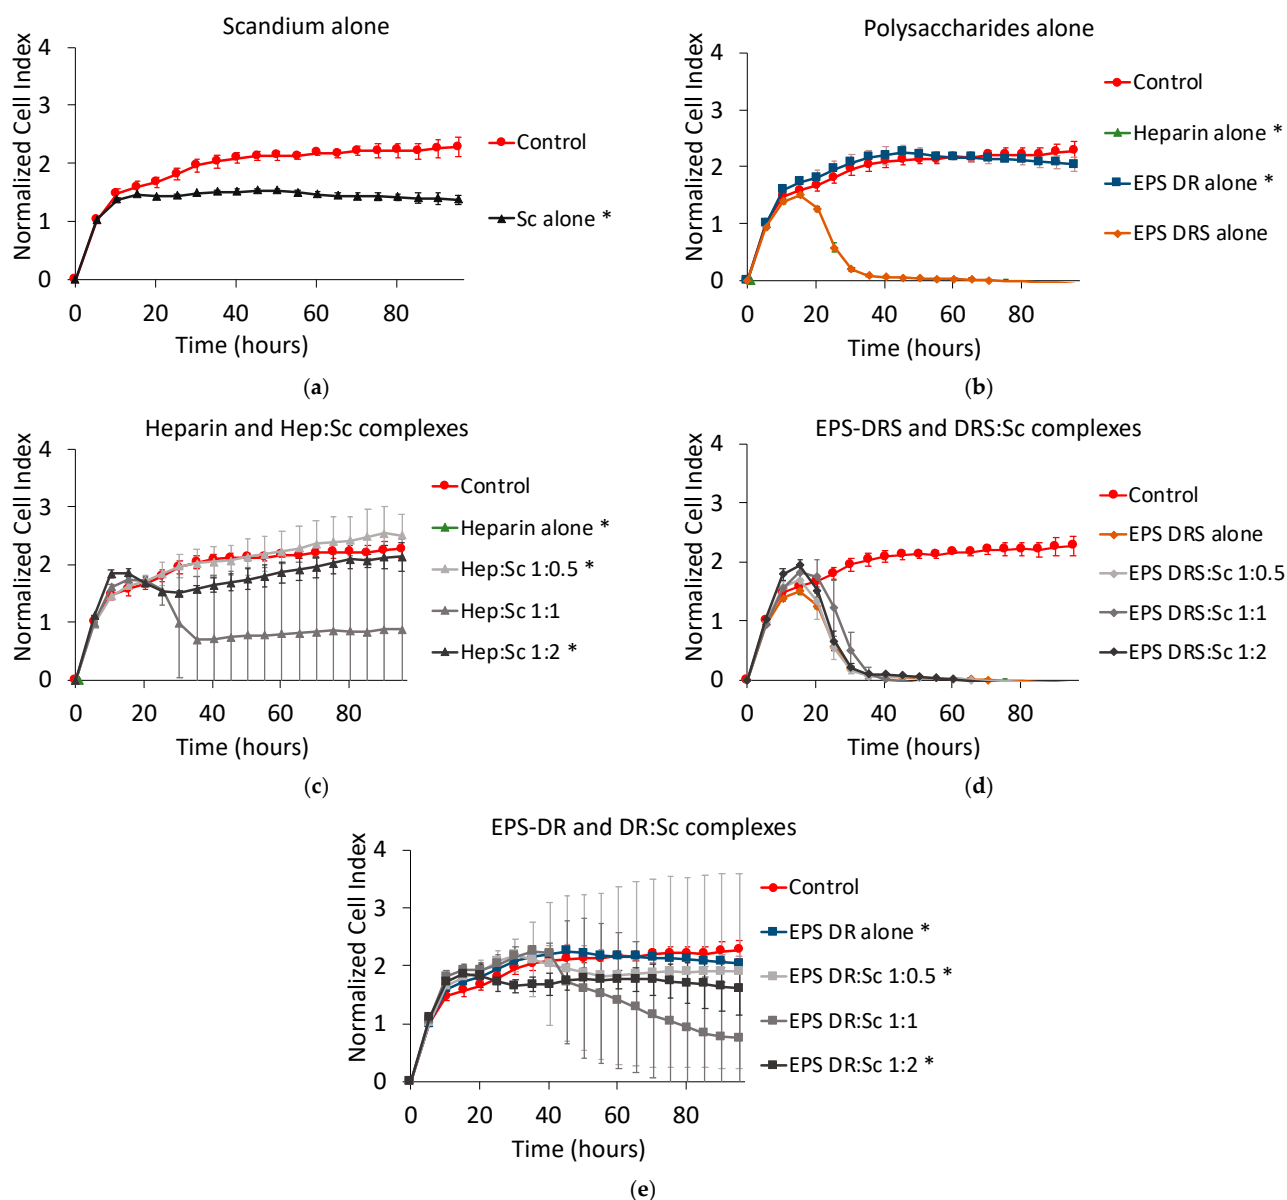 Scandium alone
Normalized Cell Index
4
3
2
1
0
0 20 40 60 80
Time (hours)
Control
Sc alone *
(a)
Polysaccharides alone
Normalized Cell Index
4
3
2
1
0
0 20 40 60 80
Time (hours)
Control
Heparin alone *
EPS DR alone *
EPS DRS alone
(b)
Heparin and Hep:Sc complexes
Normalized Cell Index
4
3
2
1
0
0 20 40 60 80
Time (hours)
Control
Heparin alone *
Hep:Sc 1:0.5 *
Hep:Sc 1:1
Hep:Sc 1:2 *
(c)
EPS-DRS and DRS:Sc complexes
Normalized Cell Index
4
3
2
1
0
0 20 40 60 80
Time (hours)
Control
EPS DRS alone
EPS DRS:Sc 1:0.5
EPS DRS:Sc 1:1
EPS DRS:Sc 1:2
(d)
EPS-DR and DR:Sc complexes
Normalized Cell Index
4
3
2
1
0
0 20 40 60 80
Time (hours)
Control
EPS DR alone *
EPS DR:Sc 1:0.5 *
EPS DR:Sc 1:1
EPS DR:Sc 1:2 *
(e)